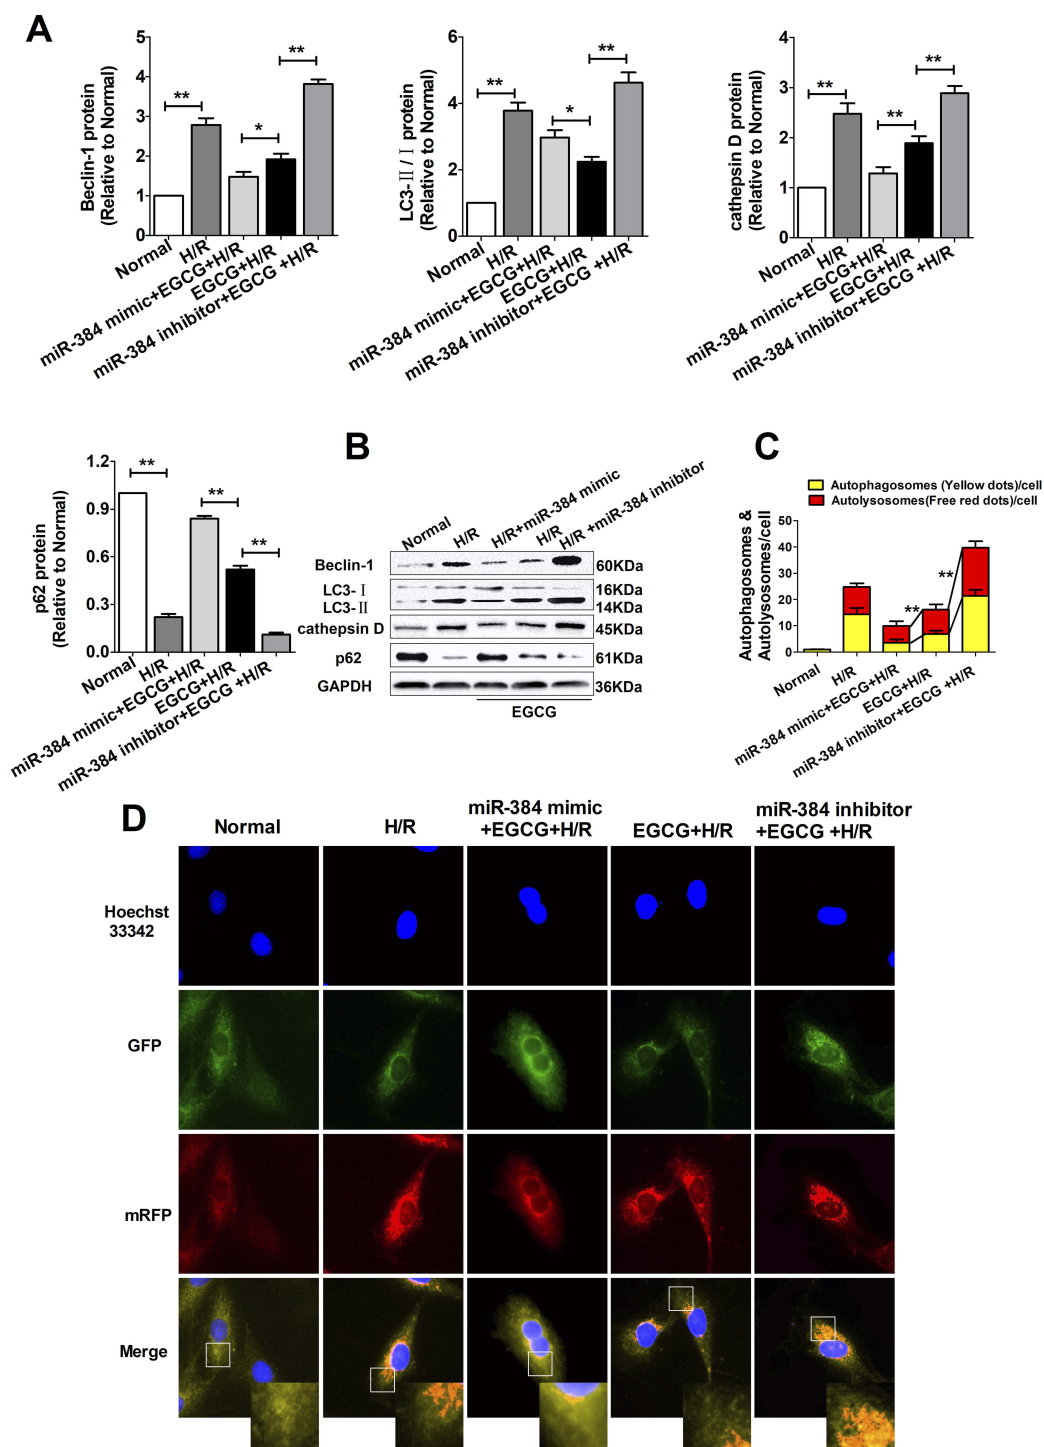 A
Beclin-1 protein
(Relative to Normal)
5
4
3
2
1
0
**
*
**
Normal
H/R
miR-384 mimic+EGCG+H/R
EGCG+H/R
miR-384 inhibitor+EGCG +H/R
LC3-II / I protein
(Relative to Normal)
6
4
2
0
**
*
**
Normal
H/R
miR-384 mimic+EGCG+H/R
EGCG+H/R
miR-384 inhibitor+EGCG +H/R
cathepsin D protein
(Relative to Normal)
4
3
2
1
0
**
**
**
Normal
H/R
miR-384 mimic+EGCG+H/R
EGCG+H/R
miR-384 inhibitor+EGCG +H/R
p62 protein
(Relative to Normal)
1.2
0.9
0.6
0.3
0.0
**
**
**
Normal
H/R
miR-384 mimic+EGCG+H/R
EGCG+H/R
miR-384 inhibitor+EGCG +H/R
B
Normal
H/R
H/R+miR-384 mimic
H/R
H/R +miR-384 inhibitor
Beclin-1 60KDa
LC3- I 16KDa
LC3-II 14KDa
cathepsin D 45KDa
p62 61KDa
GAPDH 36KDa
EGCG
C
Autophagosomes (Yellow dots)/cell
Autolysosomes(Free red dots)/cell
Autophagosomes &
Autolysosomes/cell
50
40
30
20
10
0
**
**
Normal
H/R
miR-384 mimic+EGCG+H/R
EGCG+H/R
miR-384 inhibitor+EGCG +H/R
D
Normal
H/R
miR-384 mimic
+EGCG+H/R
EGCG+H/R
miR-384 inhibitor
+EGCG +H/R
Hoechst
33342
GFP
mRFP
Merge